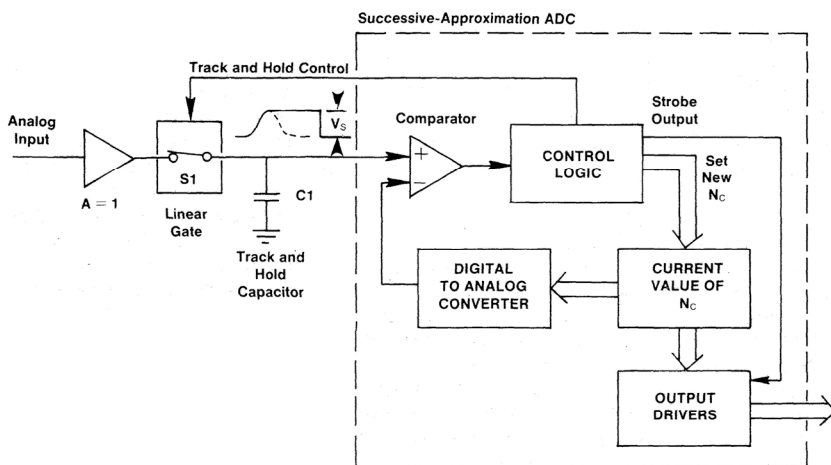 Successive-Approximation ADC
Track and Hold Control
Analog
Input
A = 1
S1
Linear
Gate
V_S
C1
Track and
Hold
Capacitor
Comparator
+
−
CONTROL
LOGIC
Strobe
Output
Set
New
N_C
DIGITAL
TO ANALOG
CONVERTER
CURRENT
VALUE OF
N_C
OUTPUT
DRIVERS